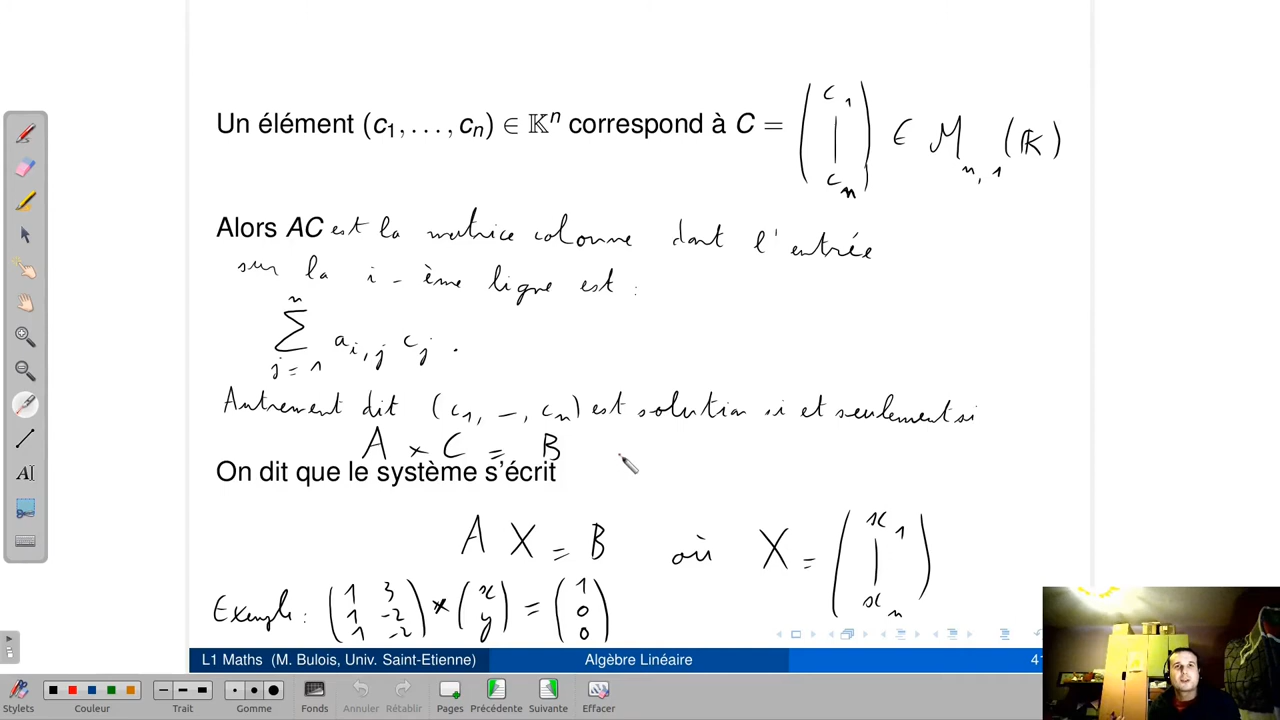 Un élément (c₁, . . . , cₙ) ∈ 𝕂ⁿ correspond à C = (c₁ | cₙ) ∈ M n,1 (K)
Alors AC est la matrice colonne dont l'entrée
sur la i-ème ligne est :
n ∑ j=1 a i,j c j .
Autrement dit (c₁, –, cₙ) est solution si et seulement si
A × C = B
On dit que le système s'écrit
A X = B où X = (x₁ | xₙ)
Exemple : (1 3 1 -2 1 -2) × (x y) = (1 0 0)
L1 Maths (M. Bulois, Univ. Saint-Etienne) Algèbre Linéaire 41
Stylets Couleur Trait Gomme Fonds Annuler Rétablir Pages Précédente Suivante Effacer